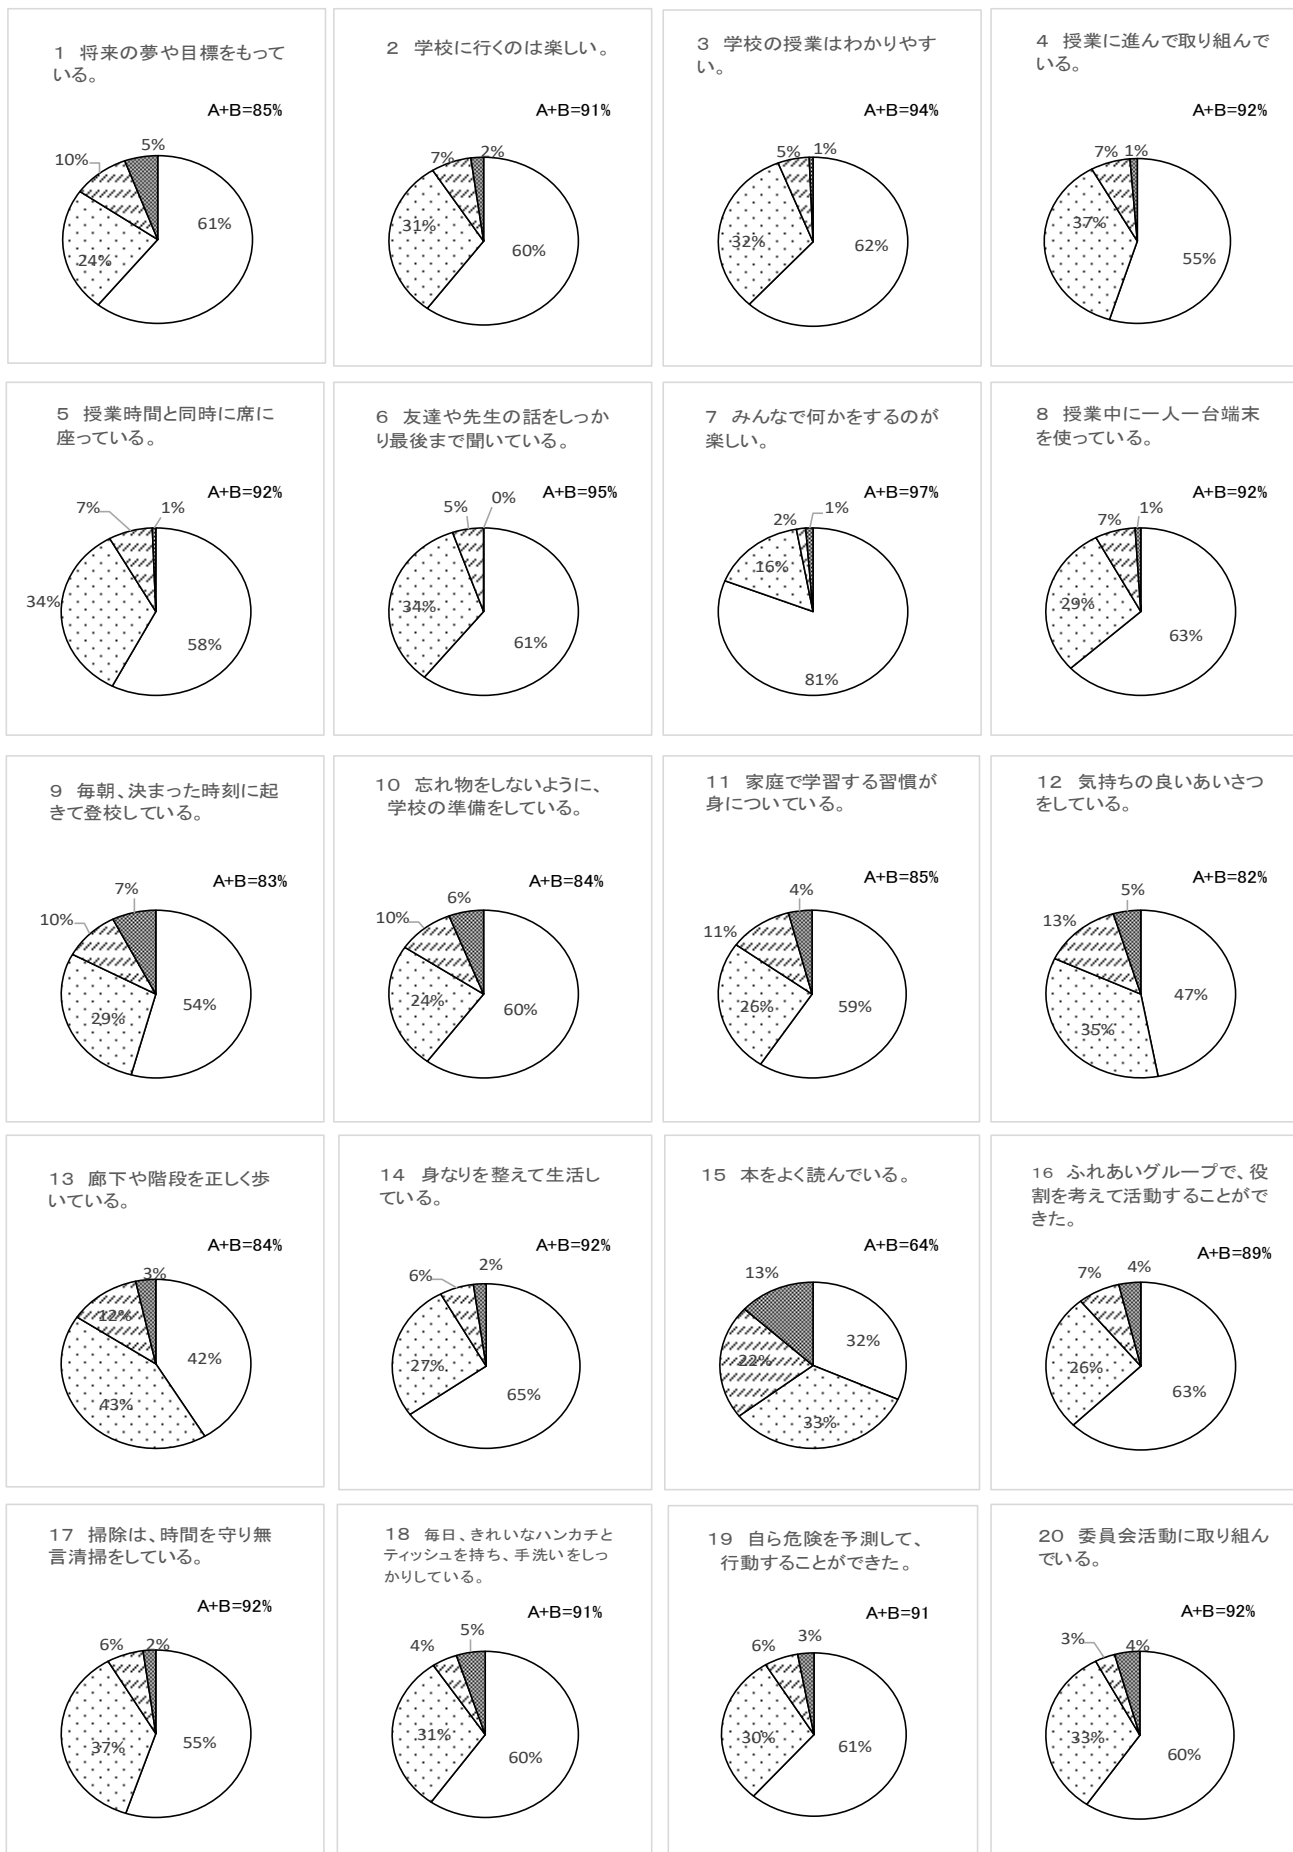 1 将来の夢や目標をもって
いる。
A+B=85%
5%
10%
61%
24%
2 学校に行くのは楽しい。
A+B=91%
7%
2%
31%
60%
3 学校の授業はわかりやす
い。
A+B=94%
5%
1%
32%
62%
4 授業に進んで取り組んで
いる。
A+B=92%
7%
1%
37%
55%
5 授業時間と同時に席に
座っている。
A+B=92%
7%
1%
34%
58%
6 友達や先生の話をしっか
り最後まで聞いている。
A+B=95%
5%
0%
34%
61%
7 みんなで何かをするのが
楽しい。
A+B=97%
2%
1%
16%
81%
8 授業中に一人一台端末
を使っている。
A+B=92%
7%
1%
29%
63%
9 毎朝、決まった時刻に起
きて登校している。
A+B=83%
7%
10%
54%
29%
10 忘れ物をしないように、
学校の準備をしている。
A+B=84%
6%
10%
24%
60%
11 家庭で学習する習慣が
身についている。
A+B=85%
4%
11%
26%
59%
12 気持ちの良いあいさつ
をしている。
A+B=82%
5%
13%
47%
35%
13 廊下や階段を正しく歩
いている。
A+B=84%
3%
12%
42%
43%
14 身なりを整えて生活し
ている。
A+B=92%
6%
2%
27%
65%
15 本をよく読んでいる。
A+B=64%
13%
32%
22%
33%
16 ふれあいグループで、役
割を考えて活動することがで
きた。
A+B=89%
7%
4%
26%
63%
17 掃除は、時間を守り無
言清掃をしている。
A+B=92%
6%
2%
37%
55%
18 毎日、きれいなハンカチと
ティッシュを持ち、手洗いをしっ
かりしている。
A+B=91%
4%
5%
31%
60%
19 自ら危険を予測して、
行動することができた。
A+B=91
6%
3%
30%
61%
20 委員会活動に取り組ん
でいる。
A+B=92%
3%
4%
33%
60%